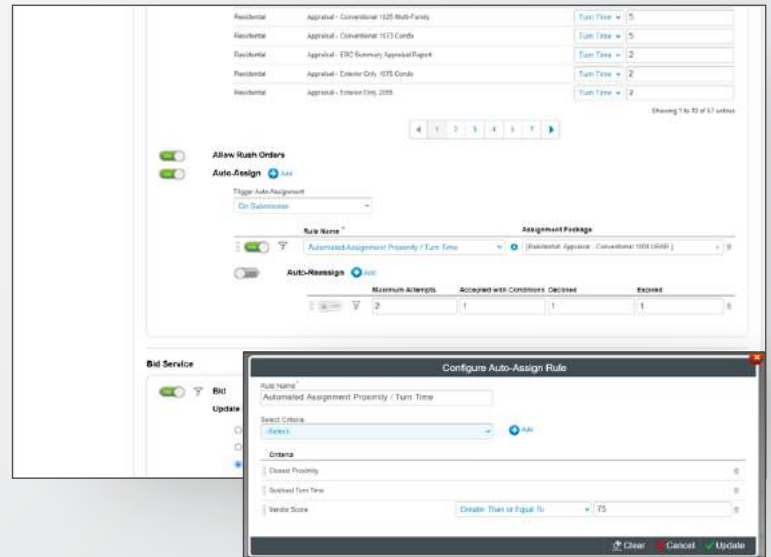 Residential Appraisal - Conventional 1025 Multi-Family Turn Time 5
Residential Appraisal - Conventional 1073 Condo Turn Time 5
Residential Appraisal - ERC Summary Appraisal Report Turn Time 2
Residential Appraisal - Exterior Only 1075 Condo Turn Time 2
Residential Appraisal - Exterior Only 2055 Turn Time 2
Showing 1 to 10 of 67 entries
1 2 3 4 5 6 7
Allow Rush Orders
Auto-Assign Add
Trigger Auto-Assignment
On Submission
Rule Name * Assignment Package
Automated Assignment Proximity / Turn Time [Residential: Appraisal - Conventional 1004 URAR ]
Auto-Reassign Add
Maximum Attempts Accepted with Conditions Declined Expired
2 1 1 1
Bid Service
Bid
Update
Configure Auto-Assign Rule
Rule Name *
Automated Assignment Proximity / Turn Time
Select Criteria
-Select- Add
Criteria
Closest Proximity
Quickest Turn Time
Vendor Score Greater Than or Equal To 75
Clear Cancel Update